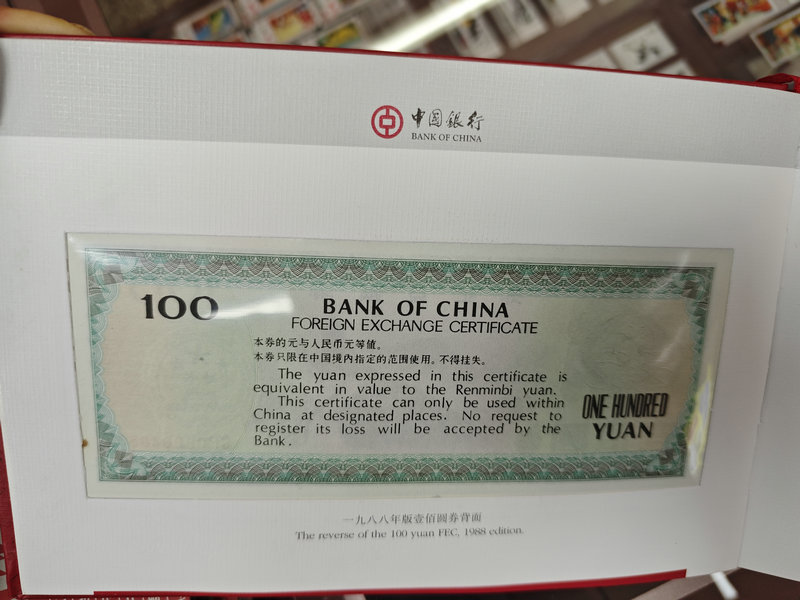 中国银行
BANK OF CHINA
100
BANK OF CHINA
FOREIGN EXCHANGE CERTIFICATE
本券的元与人民币元等值。
本券只限在中国境内指定的范围使用。不得挂失。
The yuan expressed in this certificate is
equivalent in value to the Renminbi yuan.
This certificate can only be used within
China at designated places. No request to
register its loss will be accepted by the
Bank.
ONE HUNDRED
YUAN
一九八八年版壹佰圆券背面
The reverse of the 100 yuan FEC, 1988 edition.